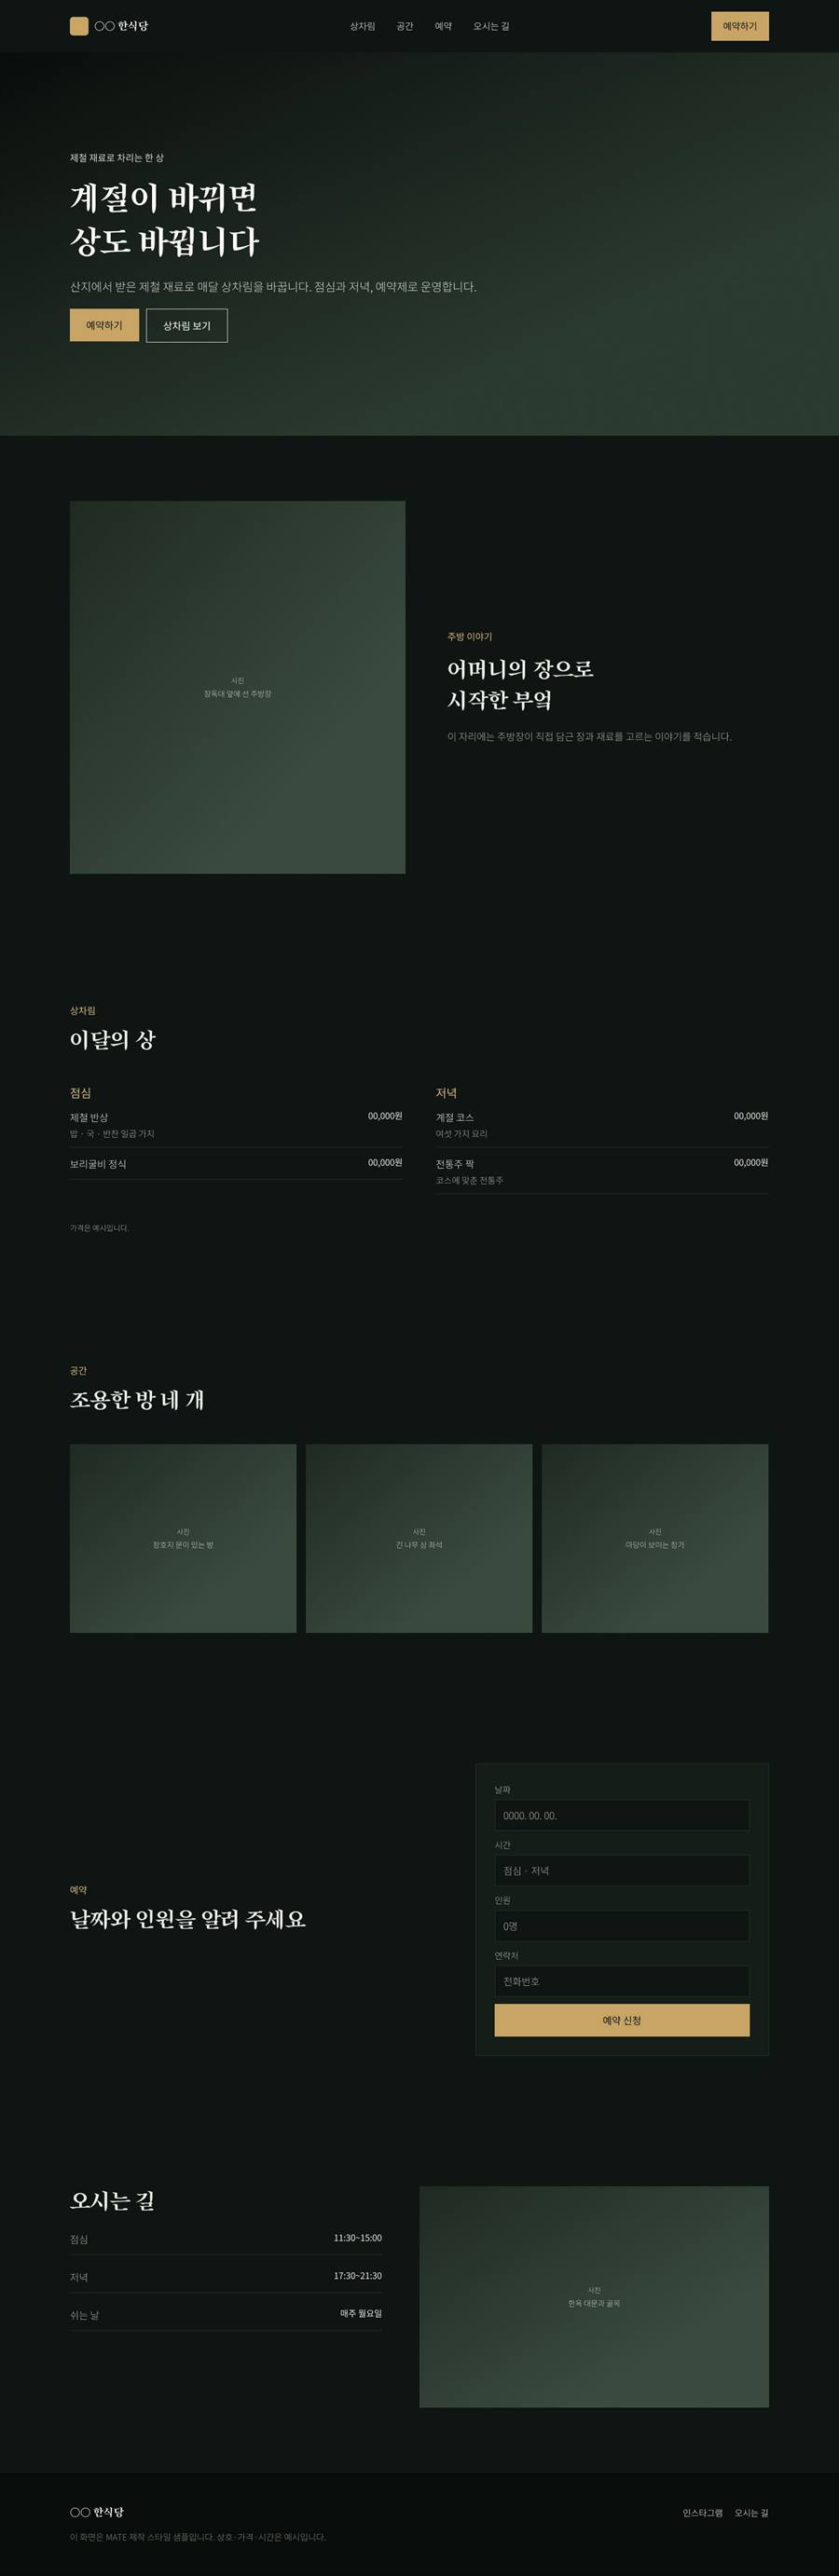 ○○ 한식당
상차림 공간 예약 오시는 길
예약하기
제철 재료로 차리는 한 상
계절이 바뀌면
상도 바뀝니다
산지에서 받은 제철 재료로 매달 상차림을 바꿉니다. 점심과 저녁, 예약제로 운영합니다.
예약하기
상차림 보기
사진
장독대 앞에 선 주방장
주방 이야기
어머니의 장으로
시작한 부엌
이 자리에는 주방장이 직접 담근 장과 재료를 고르는 이야기를 적습니다.
상차림
이달의 상
점심
제철 반상 00,000원
밥 · 국 · 반찬 일곱 가지
보리굴비 정식 00,000원
저녁
계절 코스 00,000원
여섯 가지 요리
전통주 짝 00,000원
코스에 맞춘 전통주
가격은 예시입니다.
공간
조용한 방 네 개
사진
창호지 문이 있는 방
사진
긴 나무 상 좌석
사진
마당이 보이는 창가
예약
날짜와 인원을 알려 주세요
날짜
0000. 00. 00.
시간
점심 · 저녁
인원
0명
연락처
전화번호
예약 신청
오시는 길
점심 11:30~15:00
저녁 17:30~21:30
쉬는 날 매주 월요일
사진
한옥 대문과 골목
○○ 한식당
이 화면은 MATE 제작 스타일 샘플입니다. 상호·가격·시간은 예시입니다.
인스타그램 오시는 길